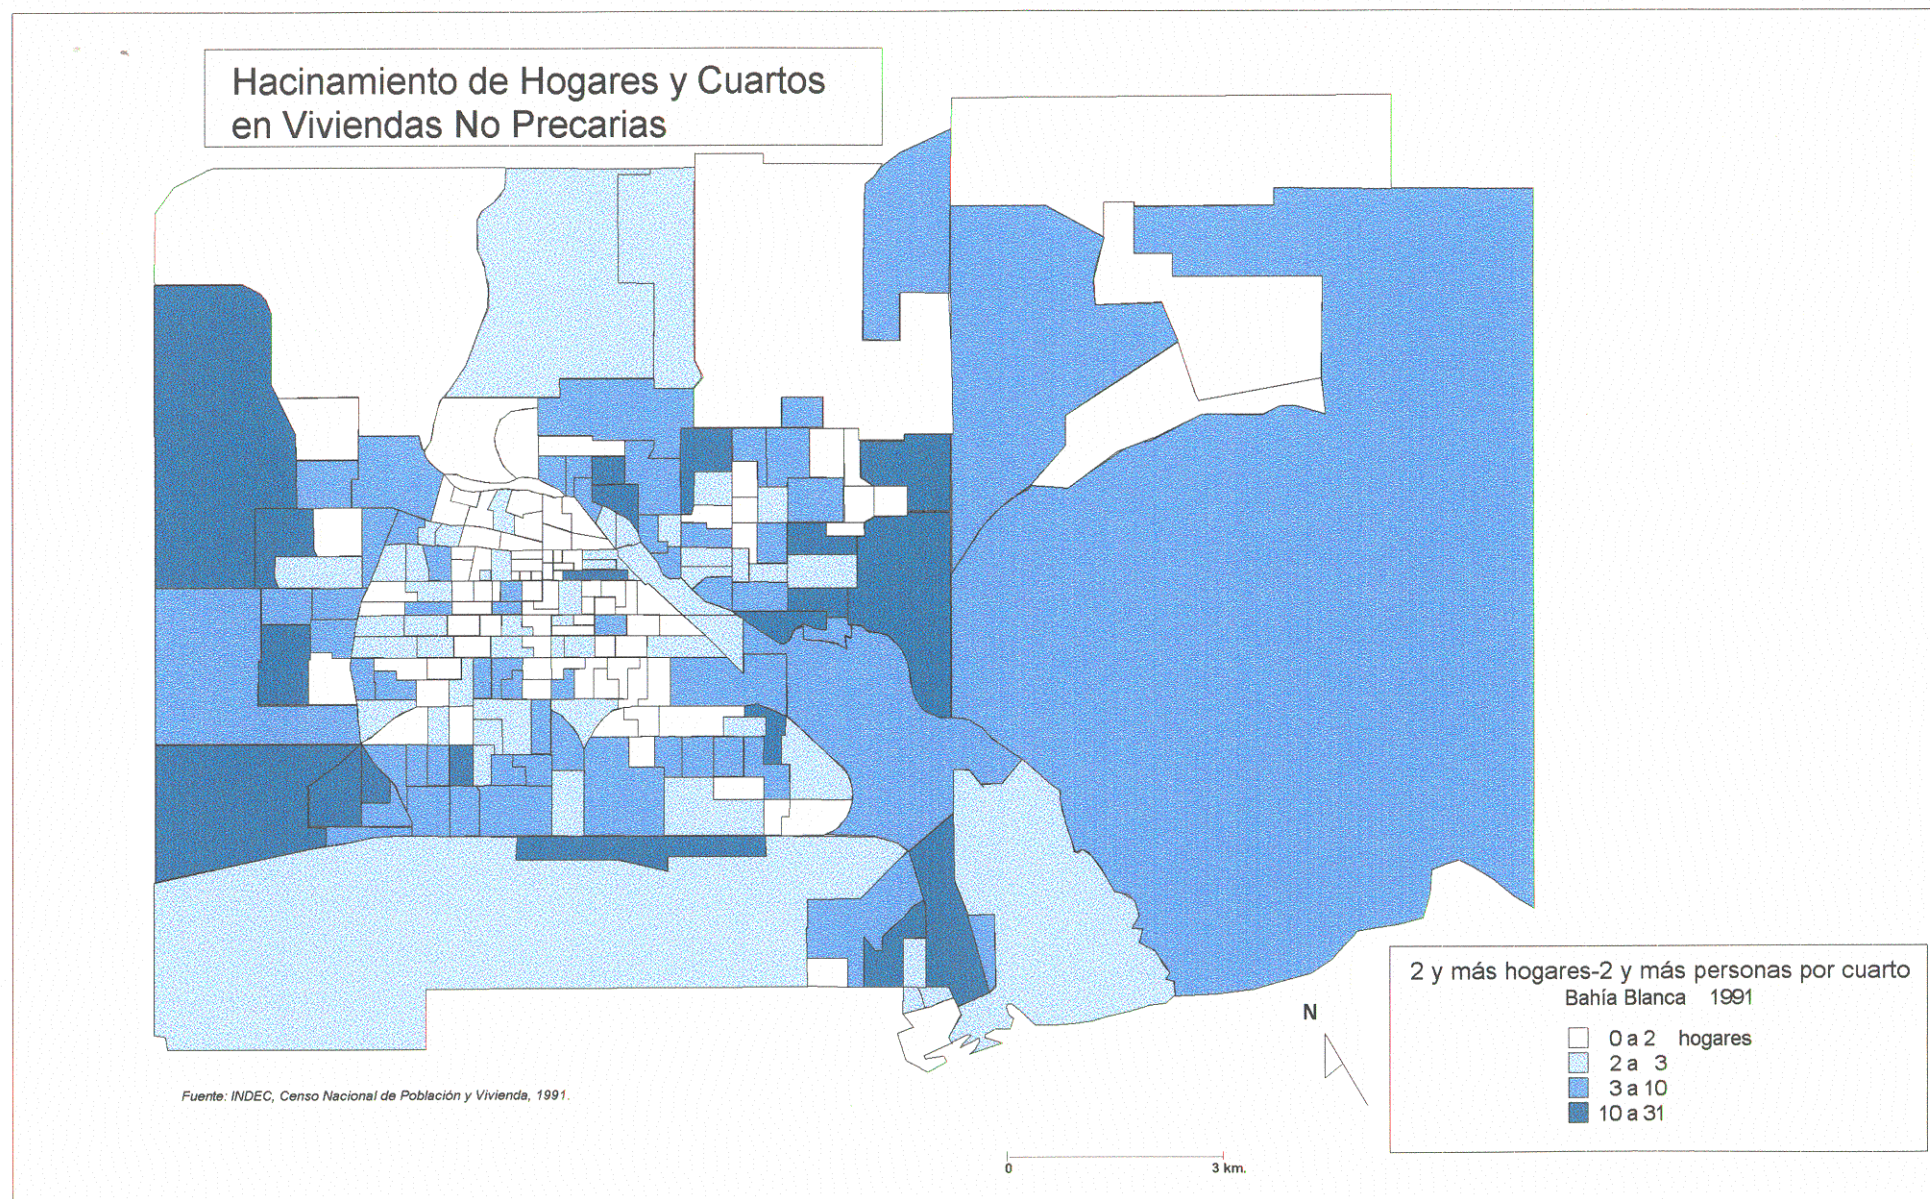 Hacinamiento de Hogares y Cuartos
en Viviendas No Precarias
2 y más hogares-2 y más personas por cuarto
Bahía Blanca 1991
0 a 2 hogares
2 a 3
3 a 10
10 a 31
N
Fuente: INDEC, Censo Nacional de Población y Vivienda, 1991.
0 3 km.